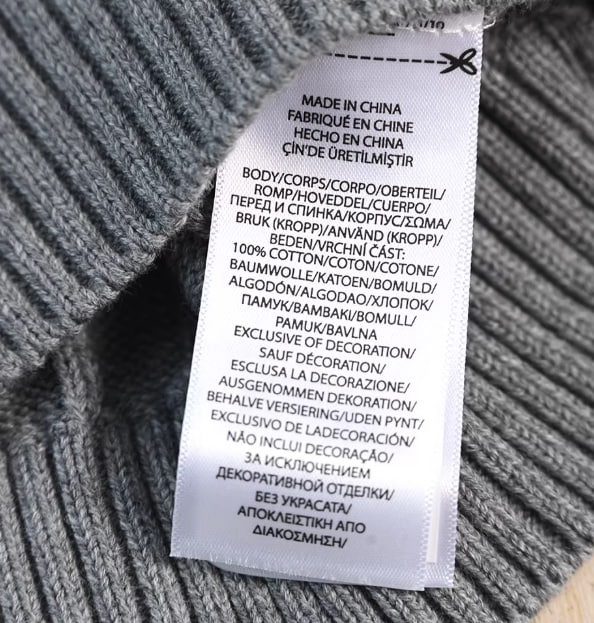 MADE IN CHINA
FABRIQUÉ EN CHINE
HECHO EN CHINA
ÇİN'DE ÜRETİLMİŞTİR
BODY/CORPS/CORPO/OBERTEIL/
ROMP/HOVEDDEL/CUERPO/
ПЕРЕД И СПИНКА/КОРПУС/ΣΩΜΑ/
BRUK (KROPP)/ANVÄND (KROPP)/
BEDEN/VRCHNÍ ČÁST:
100% COTTON/COTON/COTONE/
BAUMWOLLE/KATOEN/BOMULD/
ALGODÓN/ALGODAO/ХЛОПОК/
ПАМУК/BAMBAKI/BOMULL/
PAMUK/BAVLNA
EXCLUSIVE OF DECORATION/
SAUF DÉCORATION/
ESCLUSA LA DECORAZIONE/
AUSGENOMMEN DEKORATION/
BEHALVE VERSIERING/UDEN PYNT/
EXCLUSIVO DE LADECORACIÓN/
NÃO INCLUI DECORAÇÃO/
ЗА ИСКЛЮЧЕНИЕМ
ДЕКОРАТИВНОЙ ОТДЕЛКИ/
БЕЗ УКРАСАТА/
ΑΠΟΚΛΕΙΣΤΙΚΗ ΑΠΟ
ΔΙΑΚΟΣΜΗΣΗ/